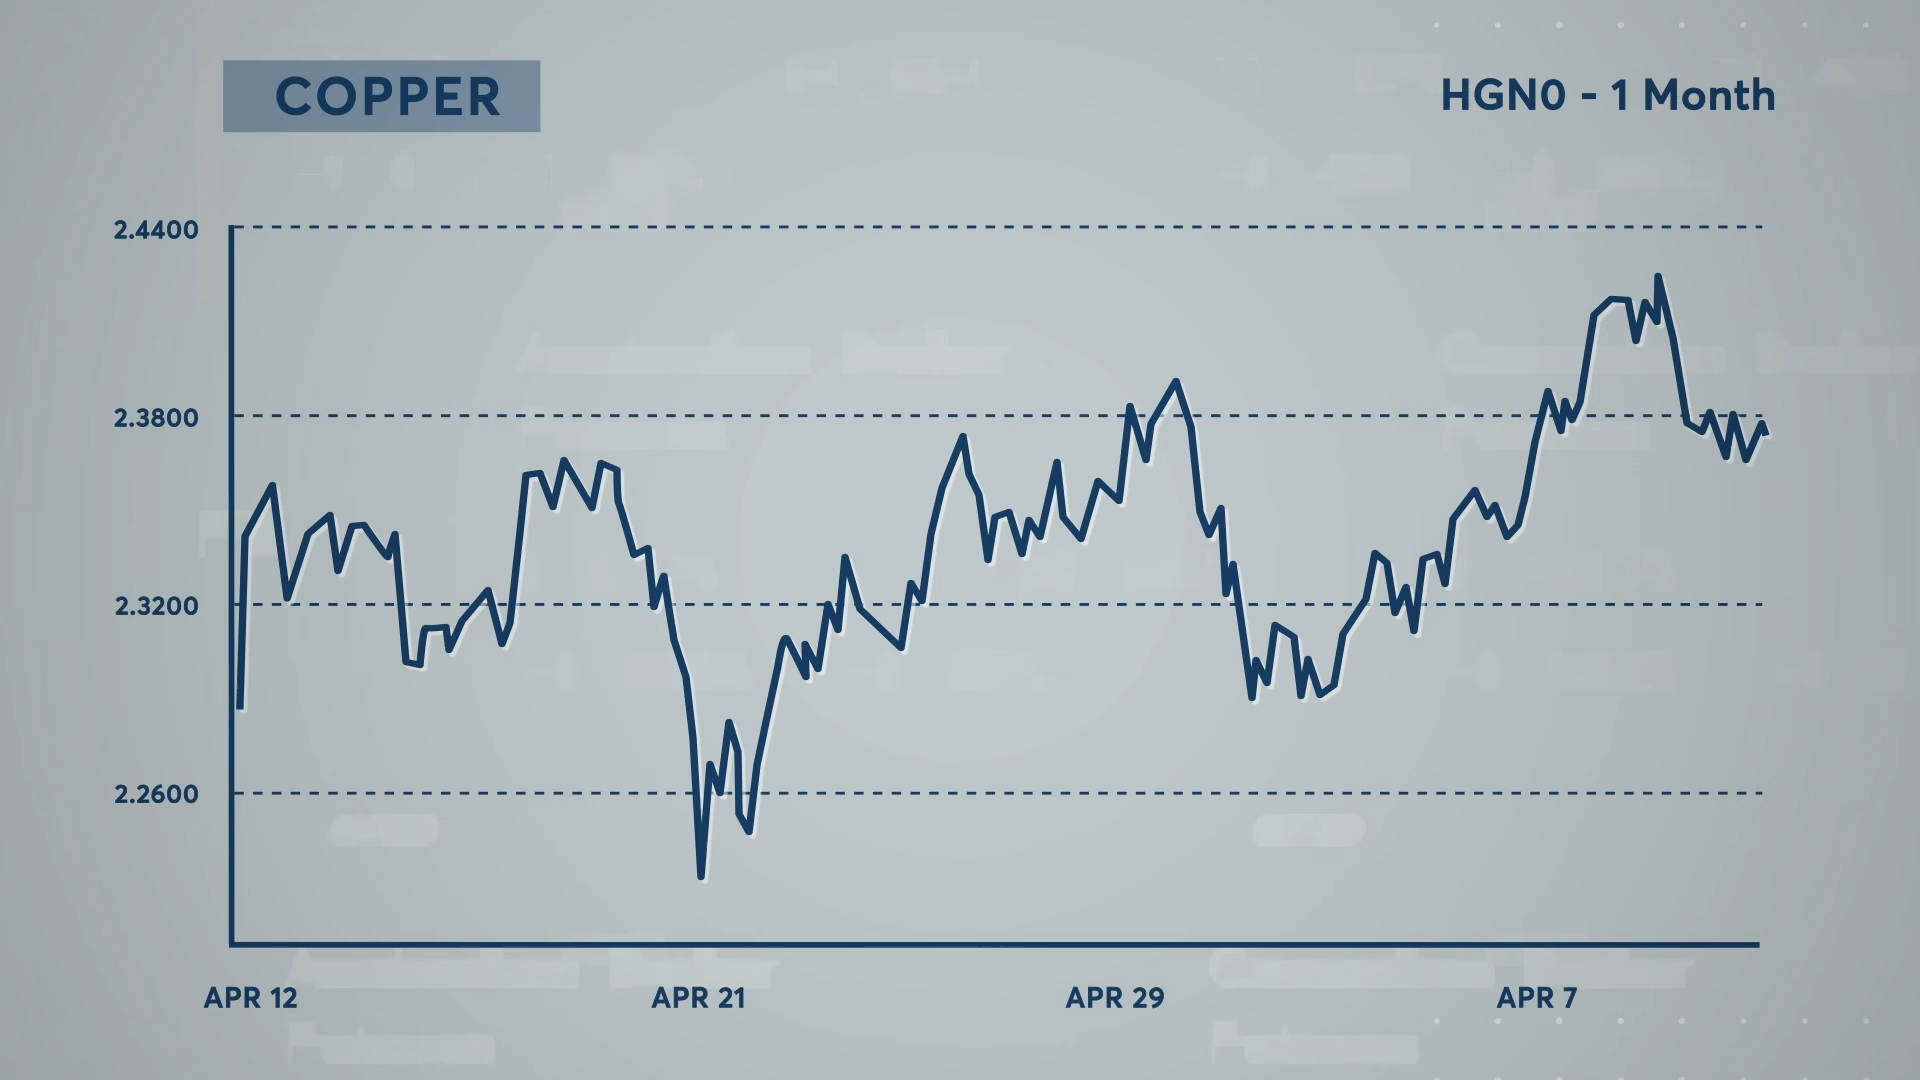 COPPER
HGN0 - 1 Month
2.4400
2.3800
2.3200
2.2600
APR 12
APR 21
APR 29
APR 7